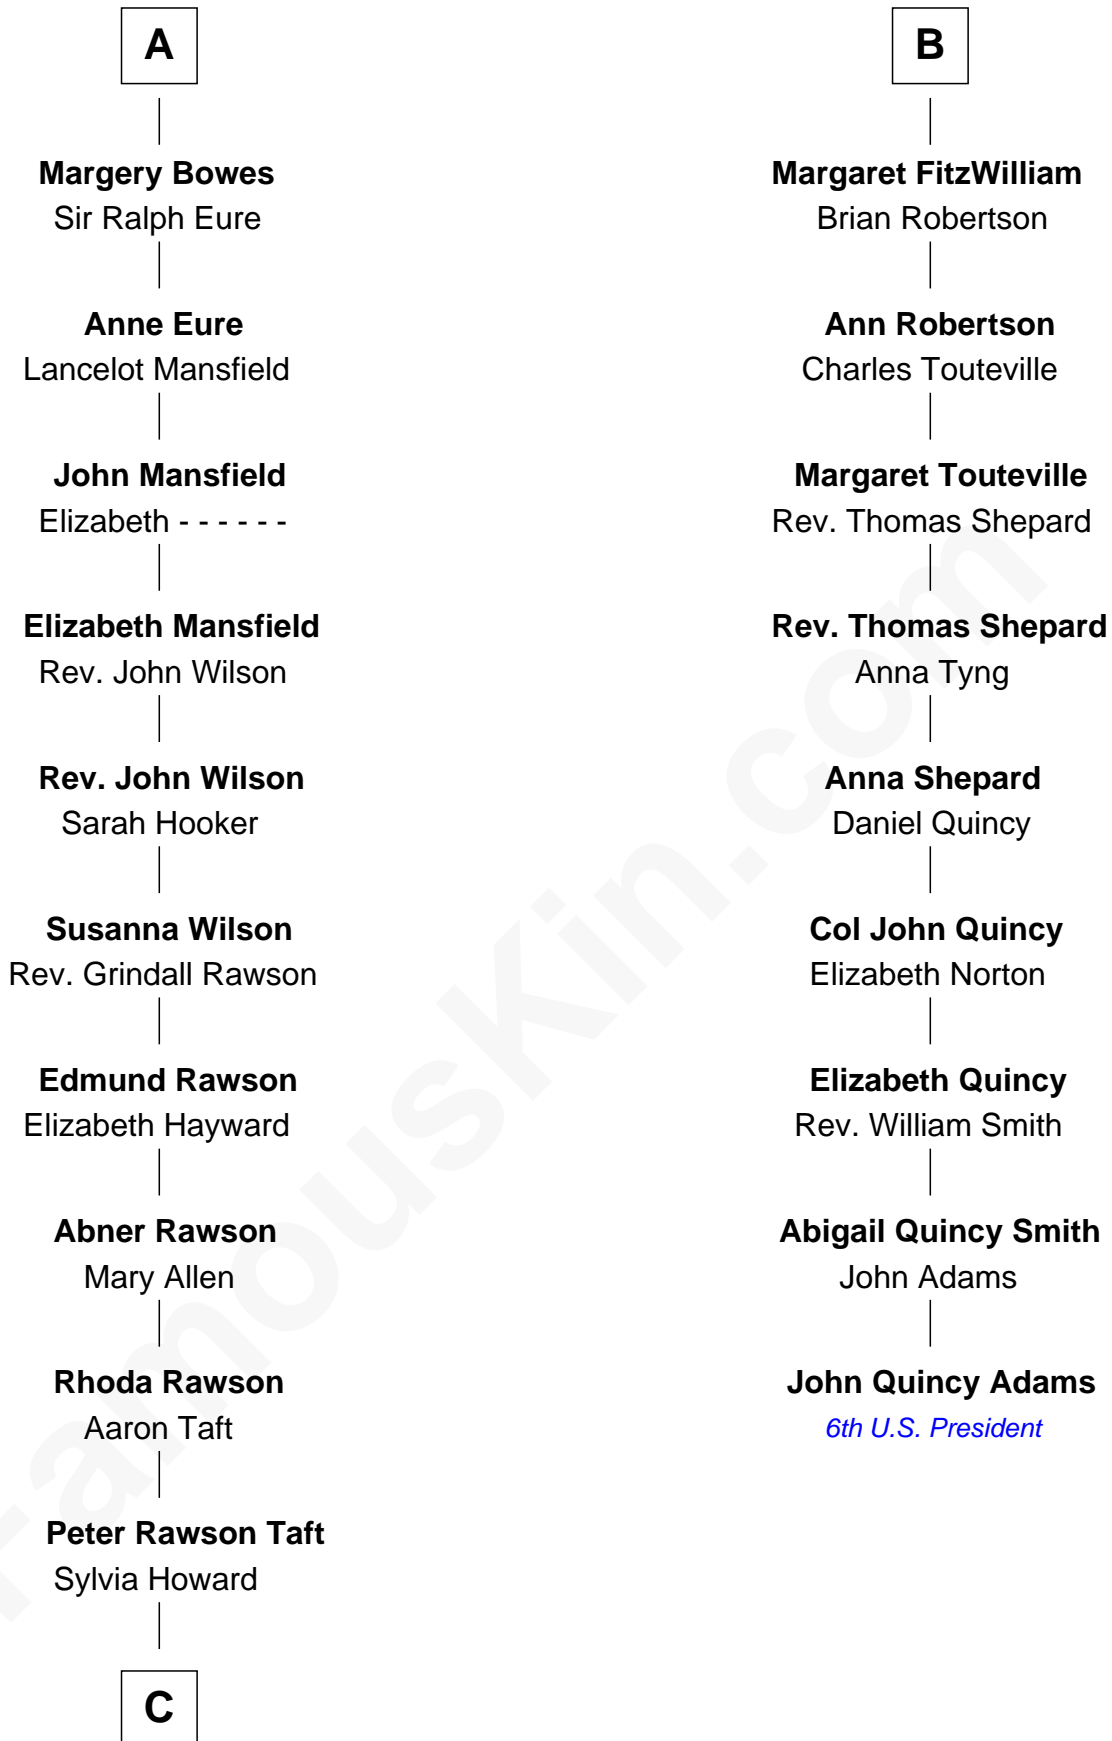 A
Margery Bowes
Sir Ralph Eure
Anne Eure
Lancelot Mansfield
John Mansfield
Elizabeth - - - - - -
Elizabeth Mansfield
Rev. John Wilson
Rev. John Wilson
Sarah Hooker
Susanna Wilson
Rev. Grindall Rawson
Edmund Rawson
Elizabeth Hayward
Abner Rawson
Mary Allen
Rhoda Rawson
Aaron Taft
Peter Rawson Taft
Sylvia Howard
C
B
Margaret FitzWilliam
Brian Robertson
Ann Robertson
Charles Touteville
Margaret Touteville
Rev. Thomas Shepard
Rev. Thomas Shepard
Anna Tyng
Anna Shepard
Daniel Quincy
Col John Quincy
Elizabeth Norton
Elizabeth Quincy
Rev. William Smith
Abigail Quincy Smith
John Adams
John Quincy Adams
6th U.S. President
FamousKin.com